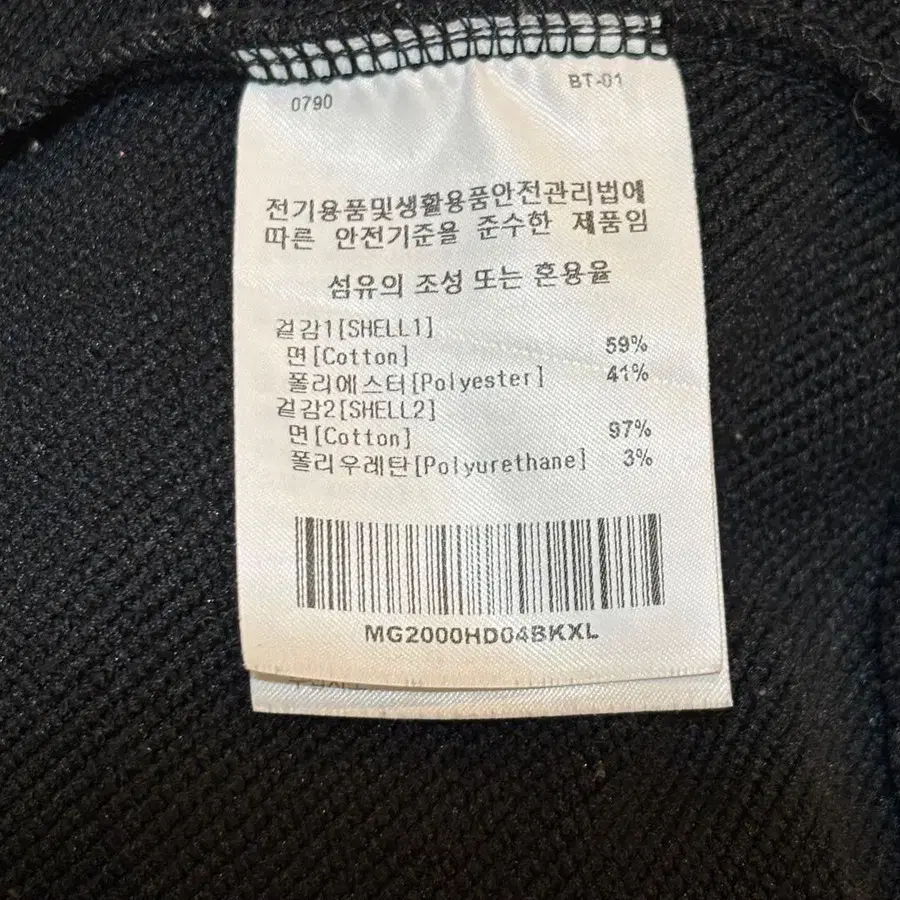 0790 BT-01
전기용품및생활용품안전관리법에
따른 안전기준을 준수한 제품임
섬유의 조성 또는 혼용율
겉감1[SHELL1]
면[Cotton] 59%
폴리에스터[Polyester] 41%
겉감2[SHELL2]
면[Cotton] 97%
폴리우레탄[Polyurethane] 3%
MG2000HD04BKXL